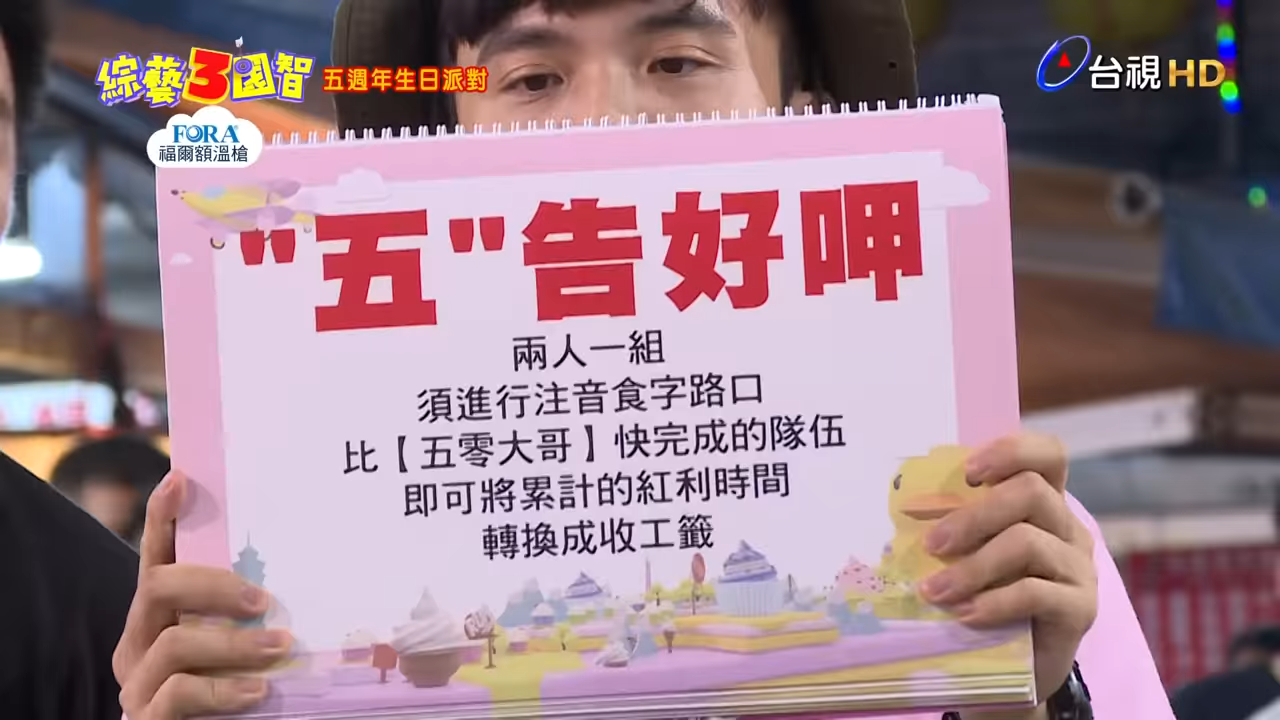 綜藝3國智
五週年生日派對
FORA
福爾額溫槍
台視HD
"五"告好呷
兩人一組
須進行注音食字路口
比【五零大哥】快完成的隊伍
即可將累計的紅利時間
轉換成收工籤